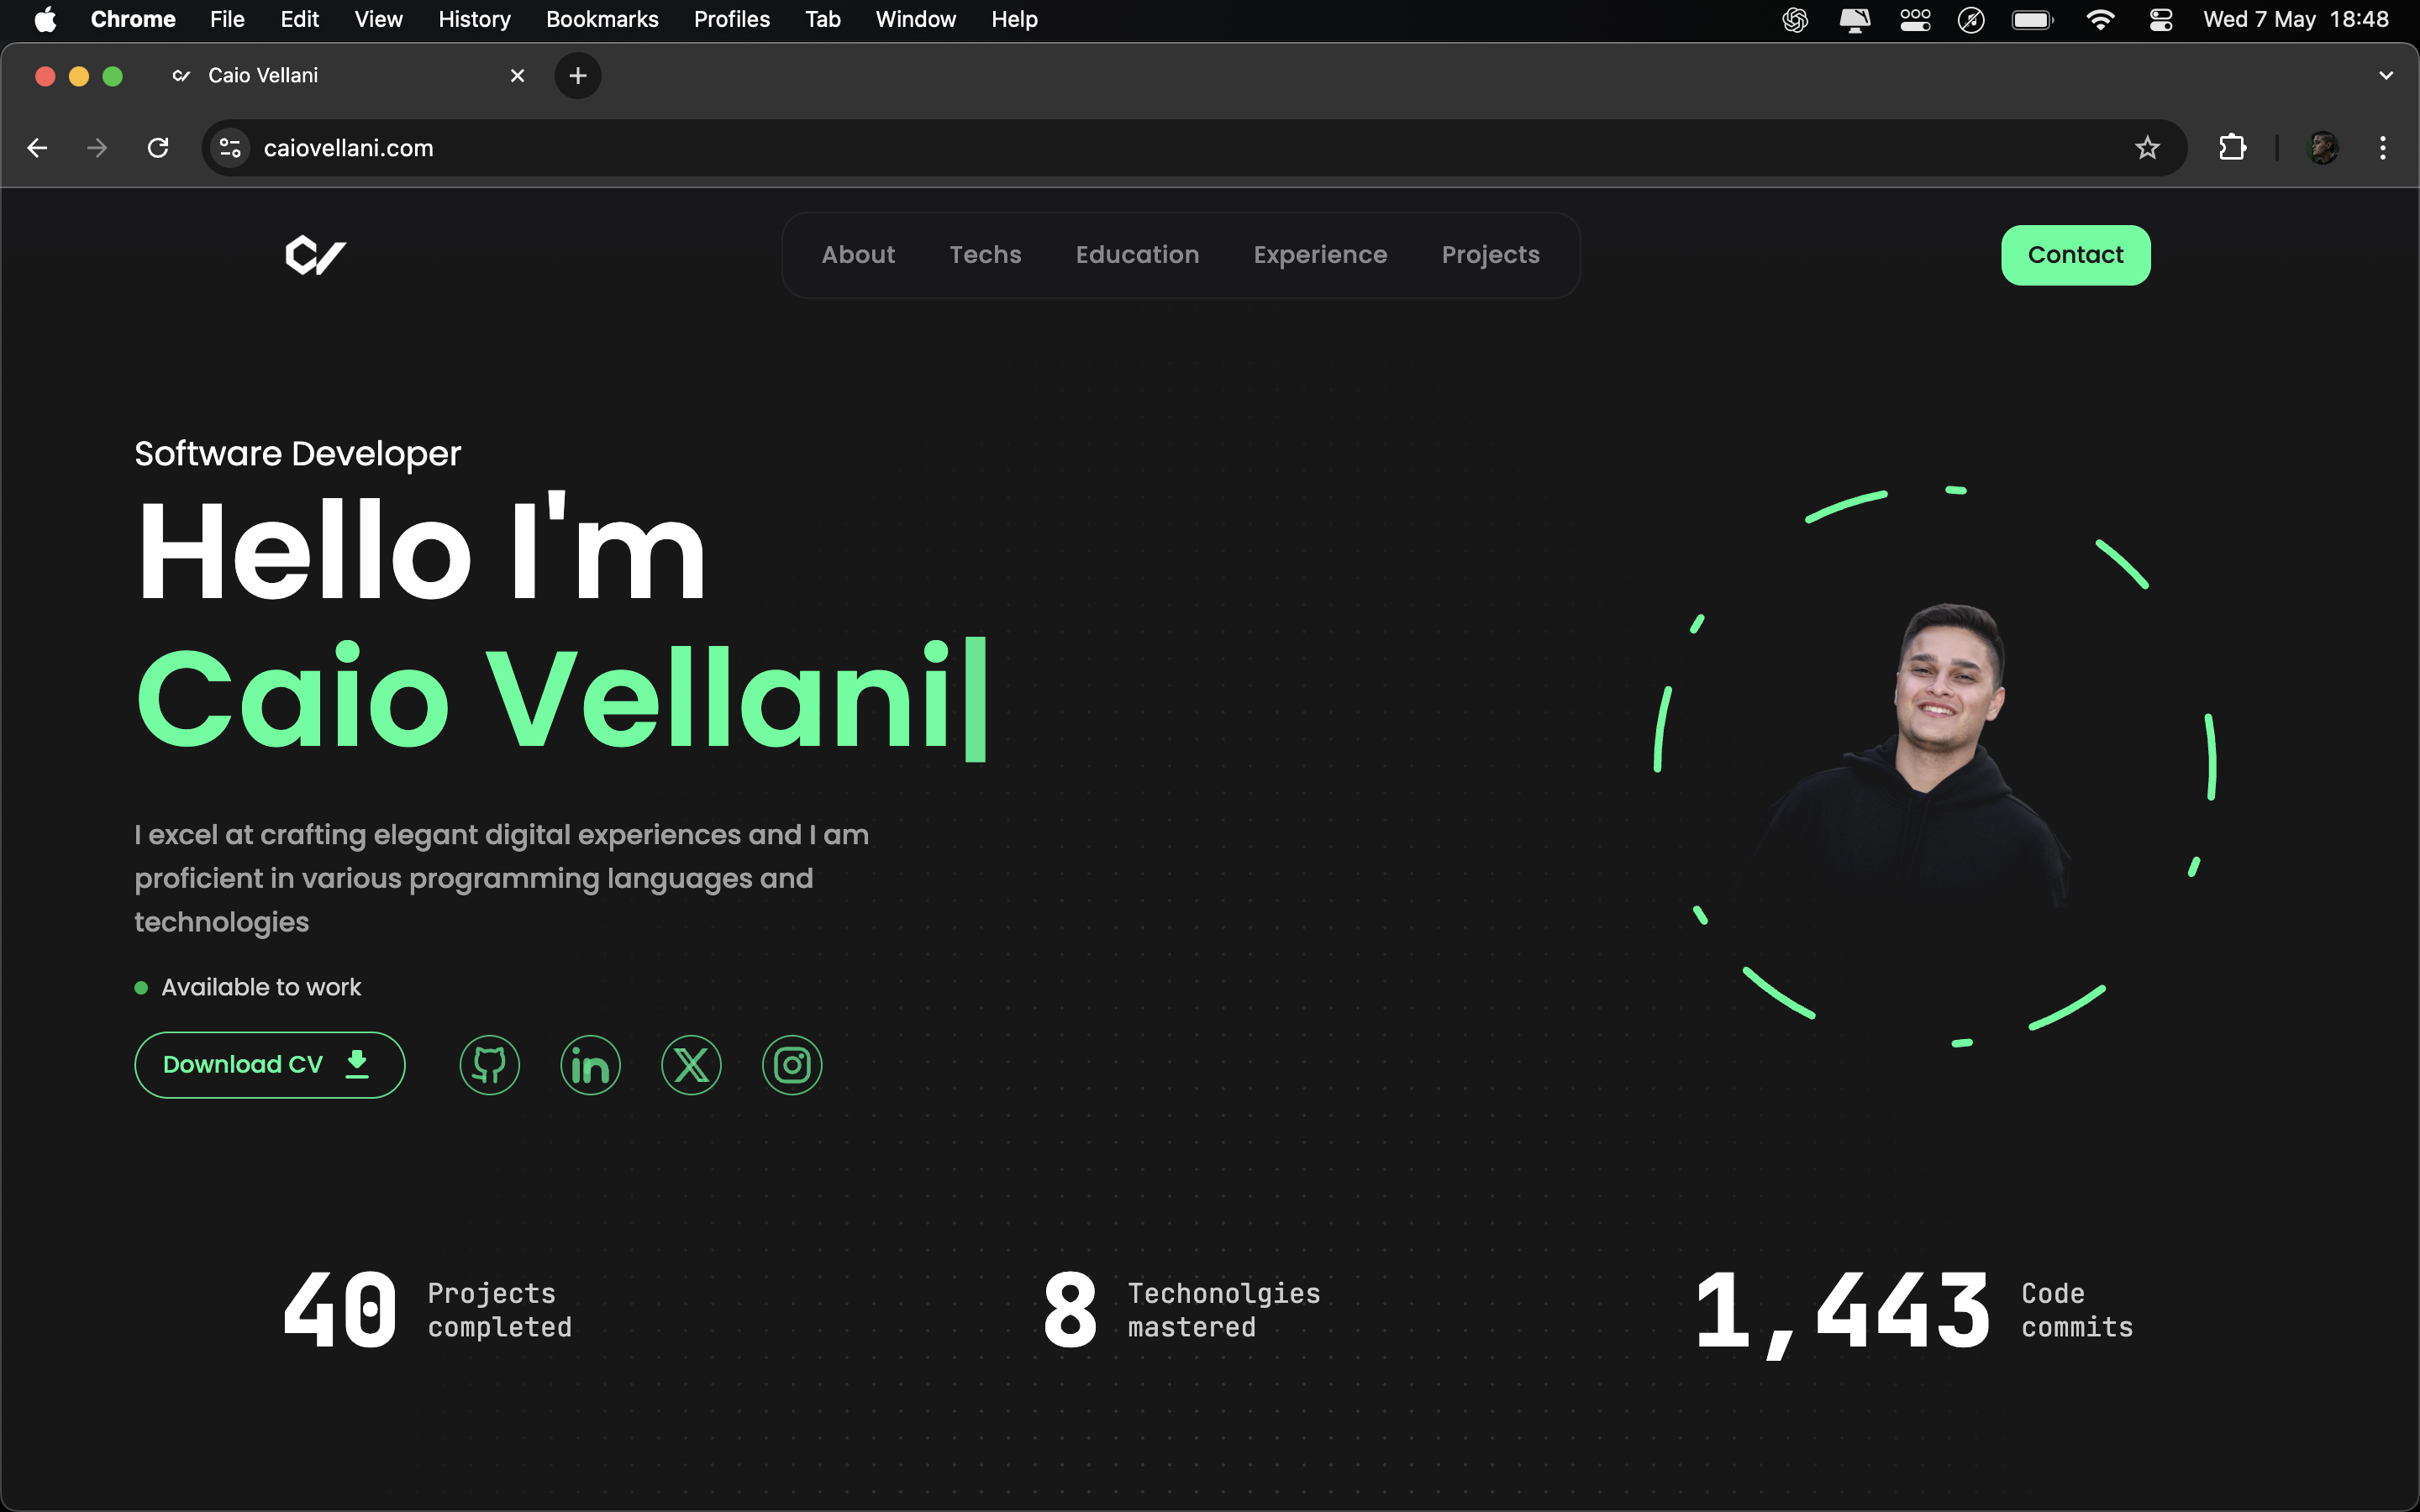 Chrome File Edit View History Bookmarks Profiles Tab Window Help Wed 7 May 18:48
Caio Vellani
caiovellani.com
About Techs Education Experience Projects Contact
Software Developer
Hello I'm
Caio Vellani
I excel at crafting elegant digital experiences and I am
proficient in various programming languages and
technologies
Available to work
Download CV
40 Projects
completed
8 Techonolgies
mastered
1,443 Code
commits